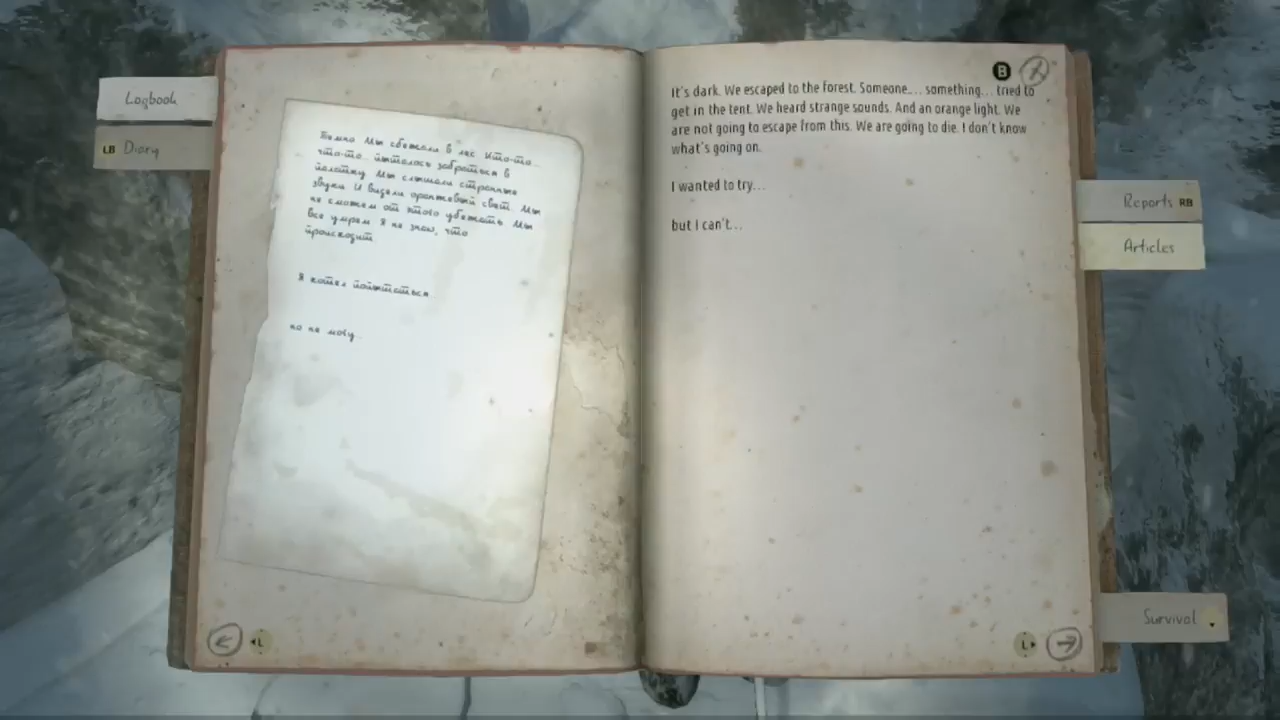 Logbook
LB Diary
Темно. Мы сбежали в лес. Кто-то...
что-то... пыталось забраться в
палатку. Мы слышали странные
звуки. И видели оранжевый свет. Мы
не сможем от этого убежать. Мы
все умрем. Я не знаю, что
происходит.
Я хотел попытаться
но не могу...
L
B
It's dark. We escaped to the forest. Someone.... something... tried to
get in the tent. We heard strange sounds. And an orange light. We
are not going to escape from this. We are going to die. I don't know
what's going on.
I wanted to try...
but I can't...
Reports RB
Articles
Survival
L